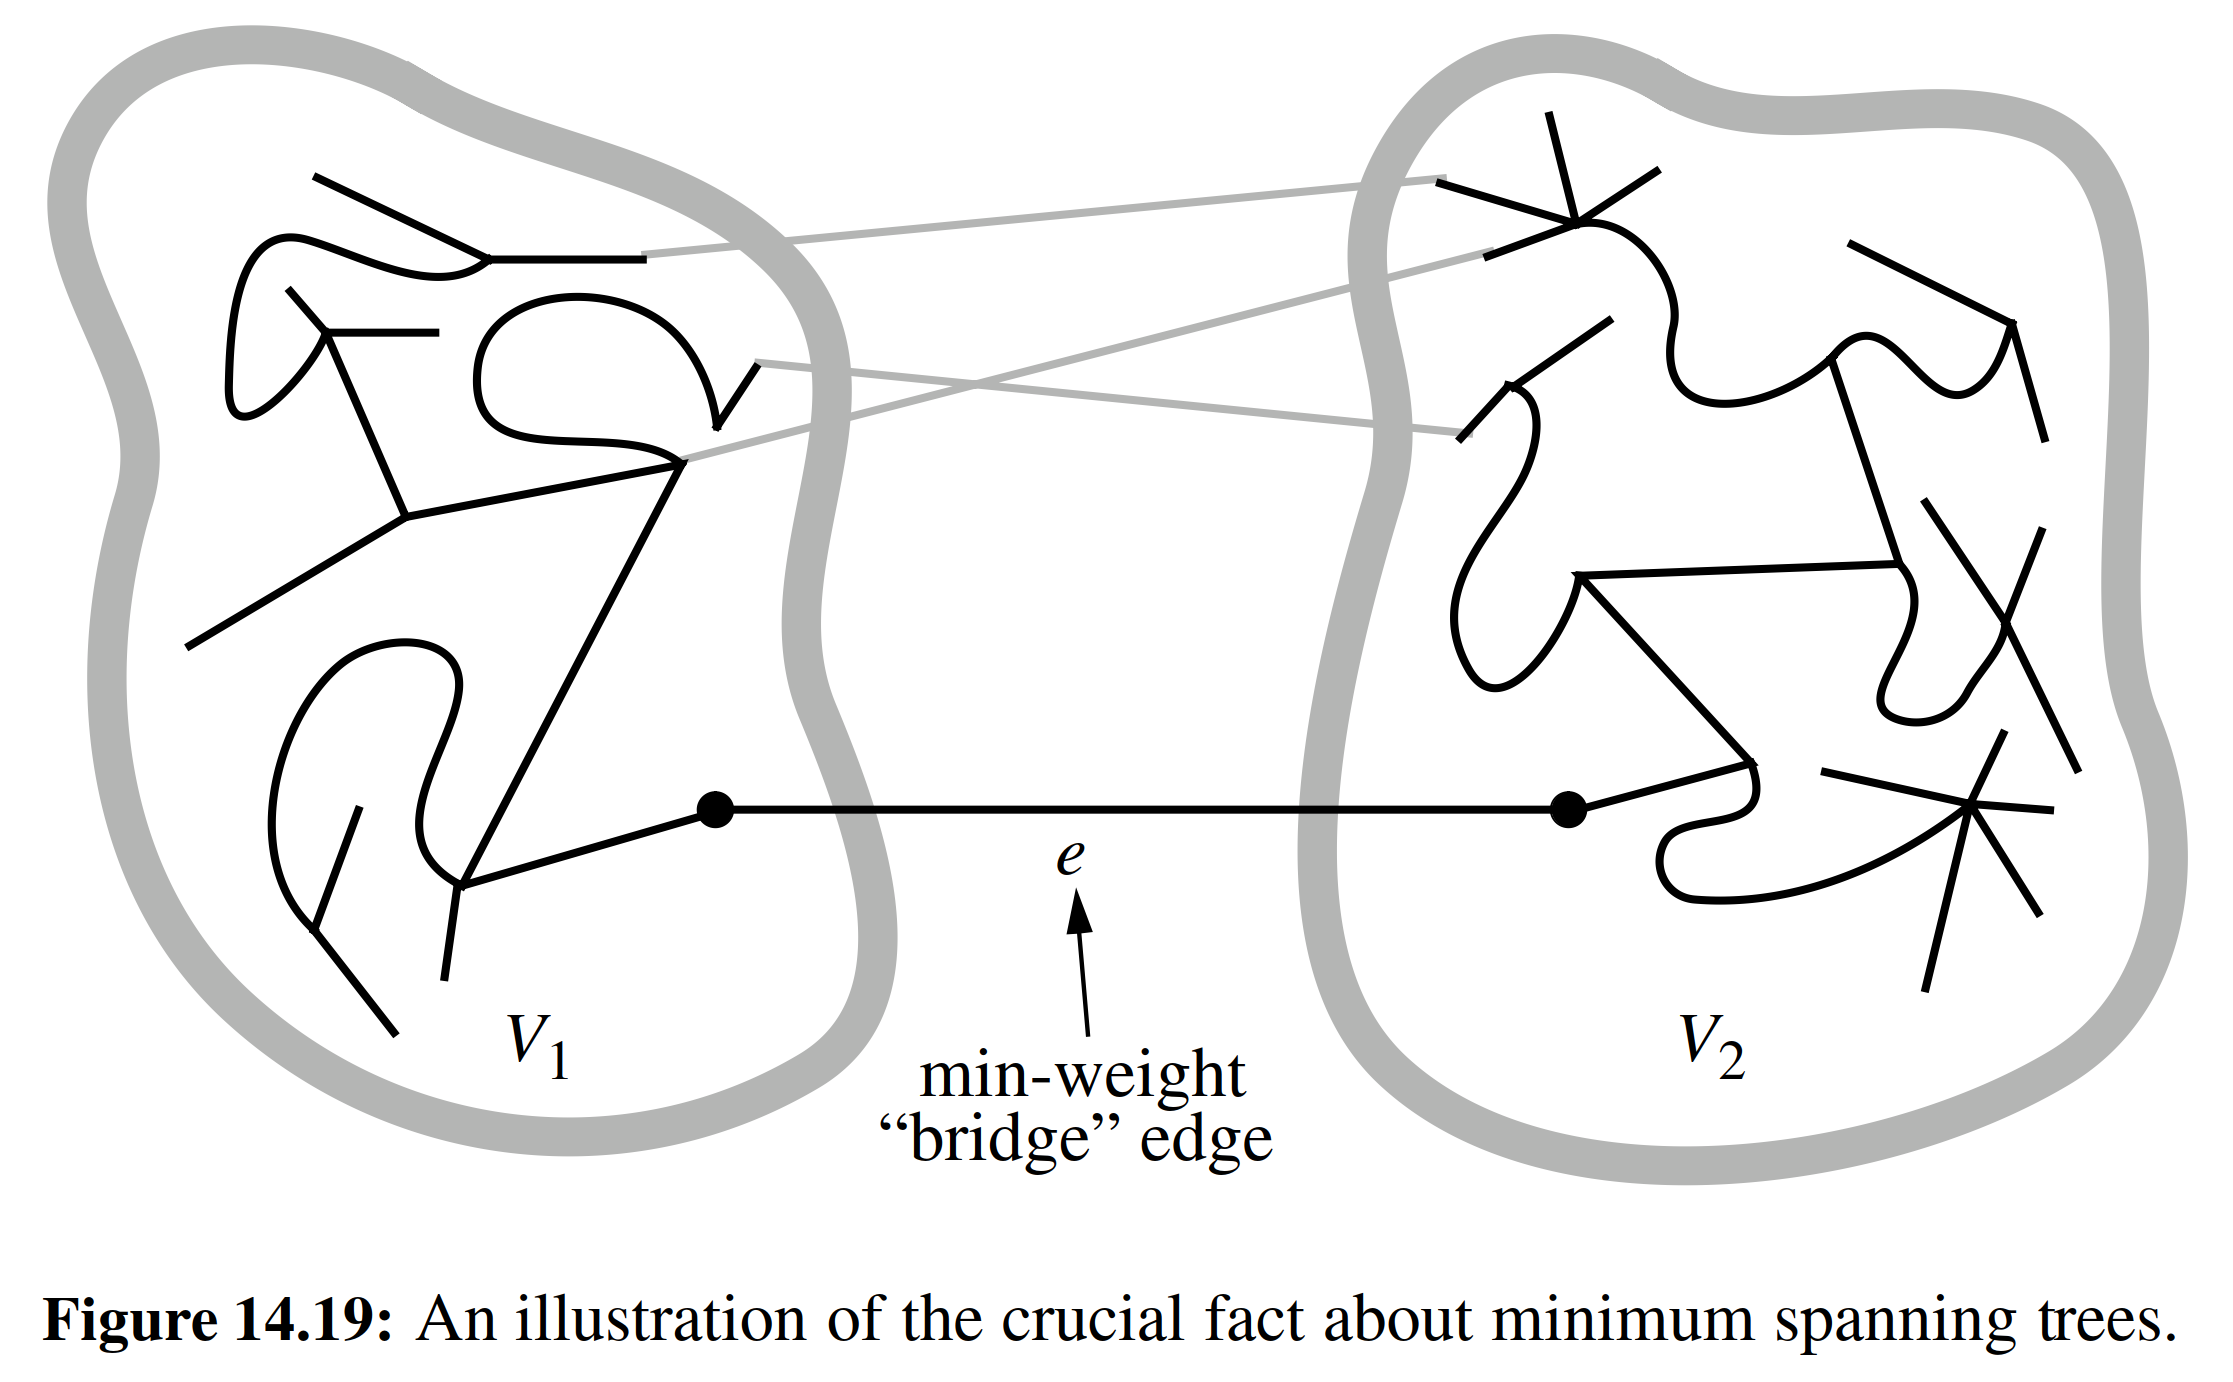 e
V1
V2
min-weight
“bridge” edge
Figure 14.19: An illustration of the crucial fact about minimum spanning trees.